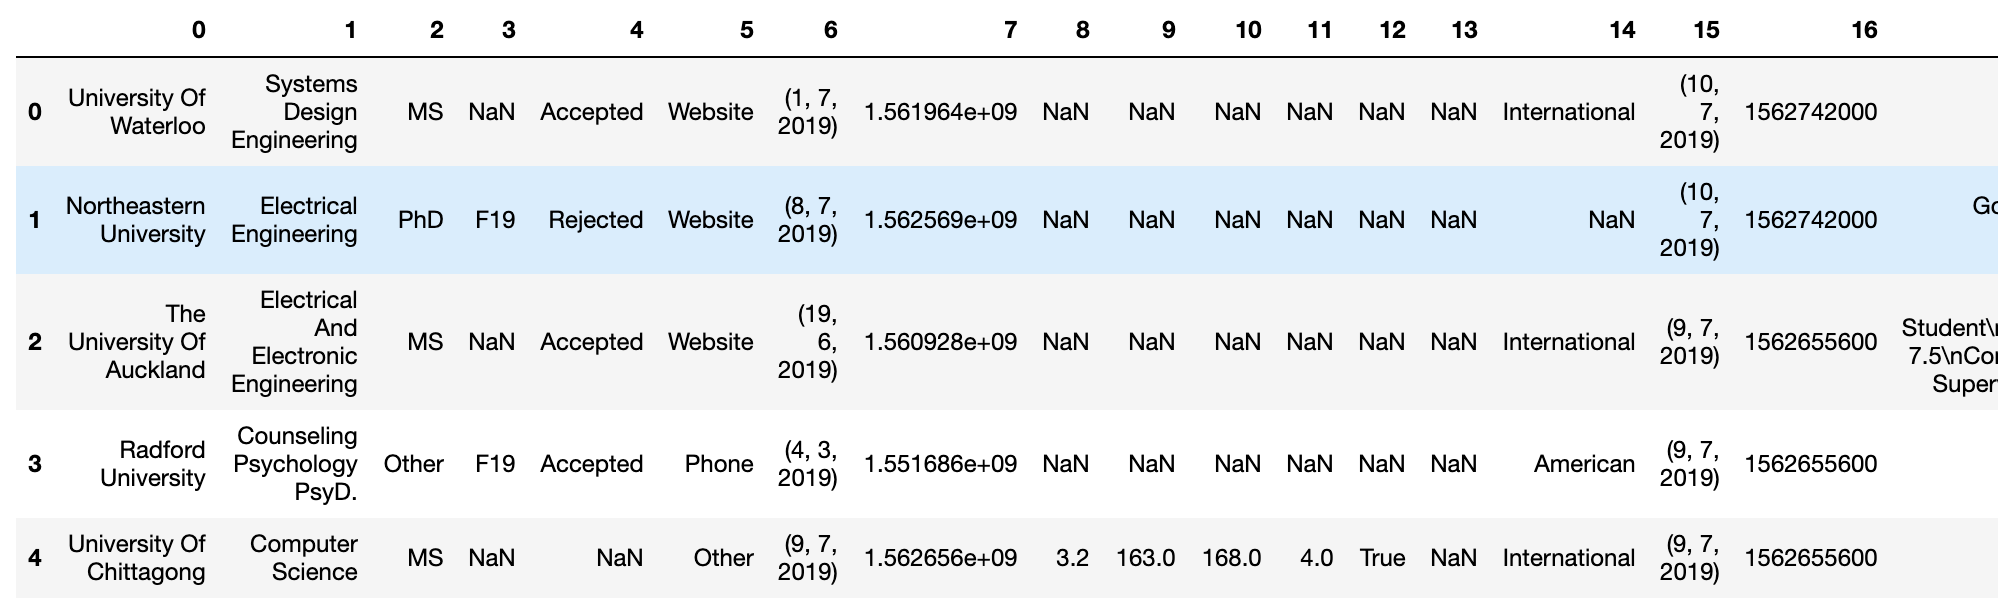 0 1 2 3 4 5 6 7 8 9 10 11 12 13 14 15 16
0 University Of Waterloo Systems Design Engineering MS NaN Accepted Website (1, 7, 2019) 1.561964e+09 NaN NaN NaN NaN NaN NaN International (10, 7, 2019) 1562742000
1 Northeastern University Electrical Engineering PhD F19 Rejected Website (8, 7, 2019) 1.562569e+09 NaN NaN NaN NaN NaN NaN NaN (10, 7, 2019) 1562742000
2 The University Of Auckland Electrical And Electronic Engineering MS NaN Accepted Website (19, 6, 2019) 1.560928e+09 NaN NaN NaN NaN NaN NaN International (9, 7, 2019) 1562655600 Student\n 7.5\nCon Super
3 Radford University Counseling Psychology PsyD. Other F19 Accepted Phone (4, 3, 2019) 1.551686e+09 NaN NaN NaN NaN NaN NaN American (9, 7, 2019) 1562655600
4 University Of Chittagong Computer Science MS NaN NaN Other (9, 7, 2019) 1.562656e+09 3.2 163.0 168.0 4.0 True NaN International (9, 7, 2019) 1562655600